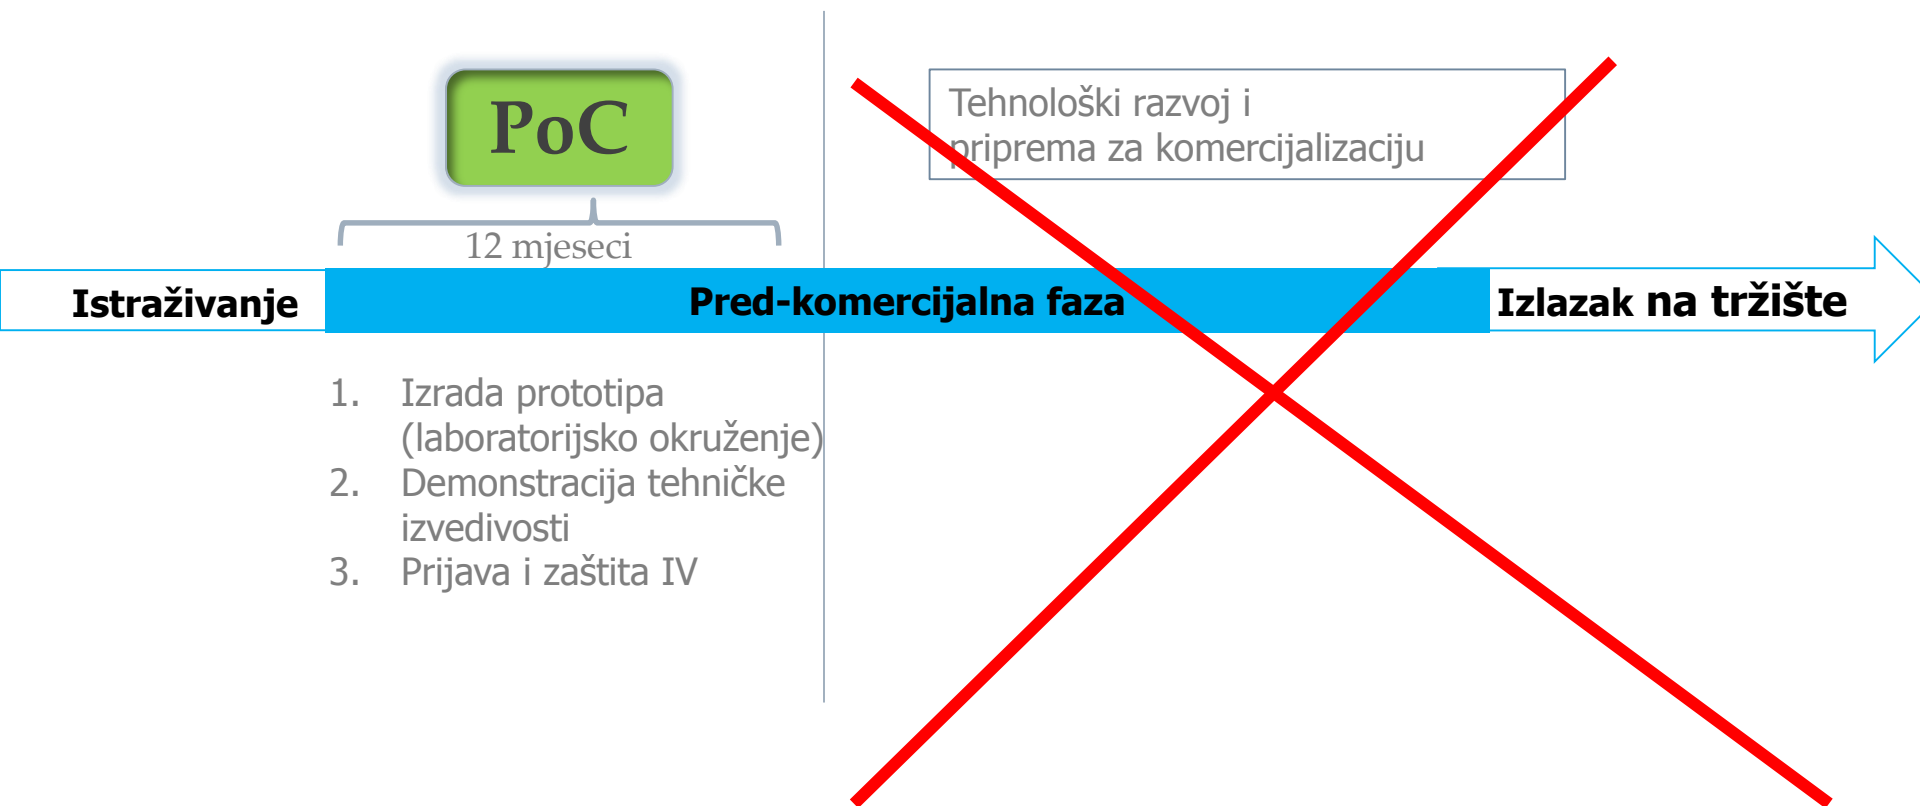 PoC
Tehnološki razvoj i
priprema za komercijalizaciju
12 mjeseci
Istraživanje
Pred-komercijalna faza
Izlazak na tržište
1. Izrada prototipa
(laboratorijsko okruženje)
2. Demonstracija tehničke
izvedivosti
3. Prijava i zaštita IV